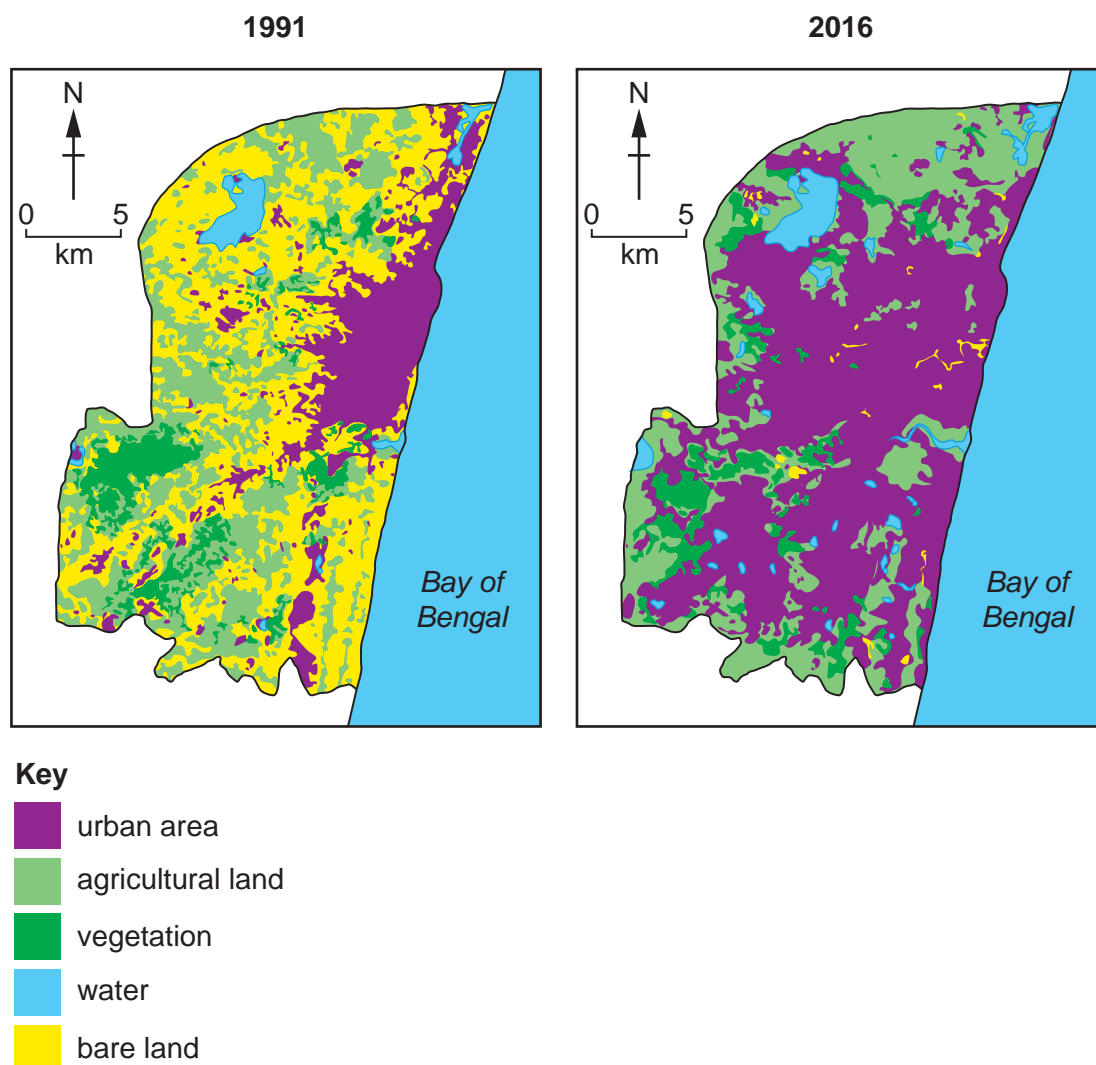 1991
2016
N
0 5
km
Bay of
Bengal
N
0 5
km
Bay of
Bengal
Key
urban area
agricultural land
vegetation
water
bare land